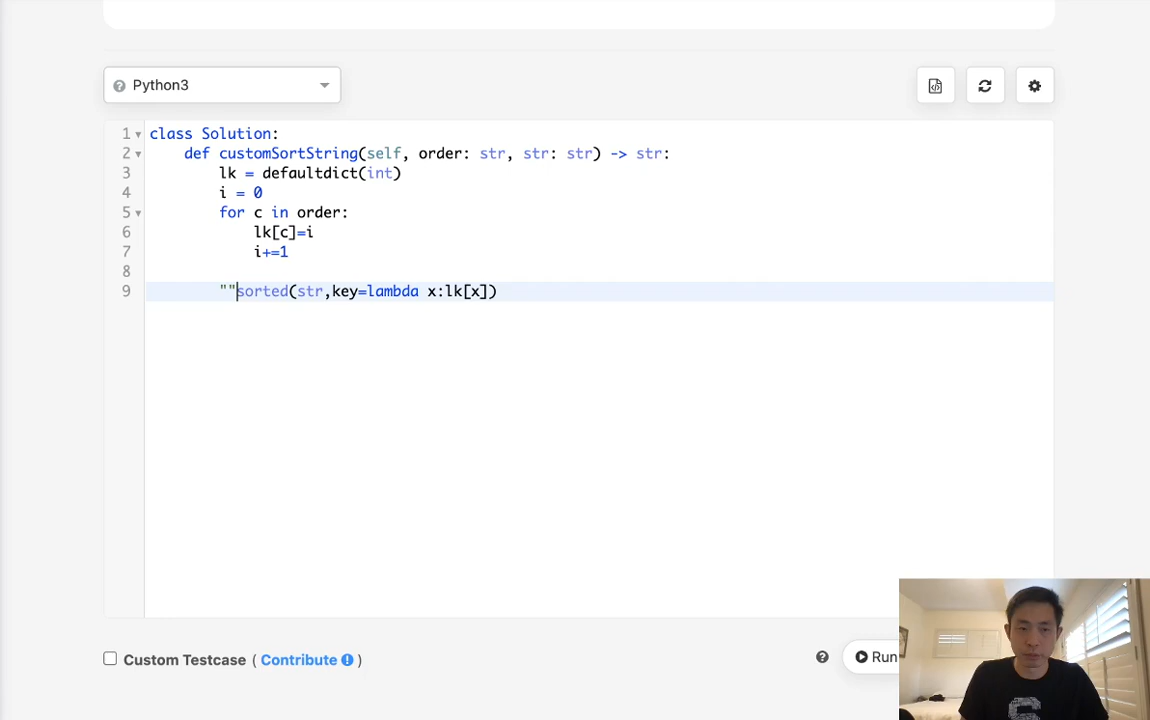 Python3
1 class Solution:
2 def customSortString(self, order: str, str: str) -> str:
3 lk = defaultdict(int)
4 i = 0
5 for c in order:
6 lk[c]=i
7 i+=1
8
9 ""sorted(str,key=lambda x:lk[x])
Custom Testcase ( Contribute )
Run